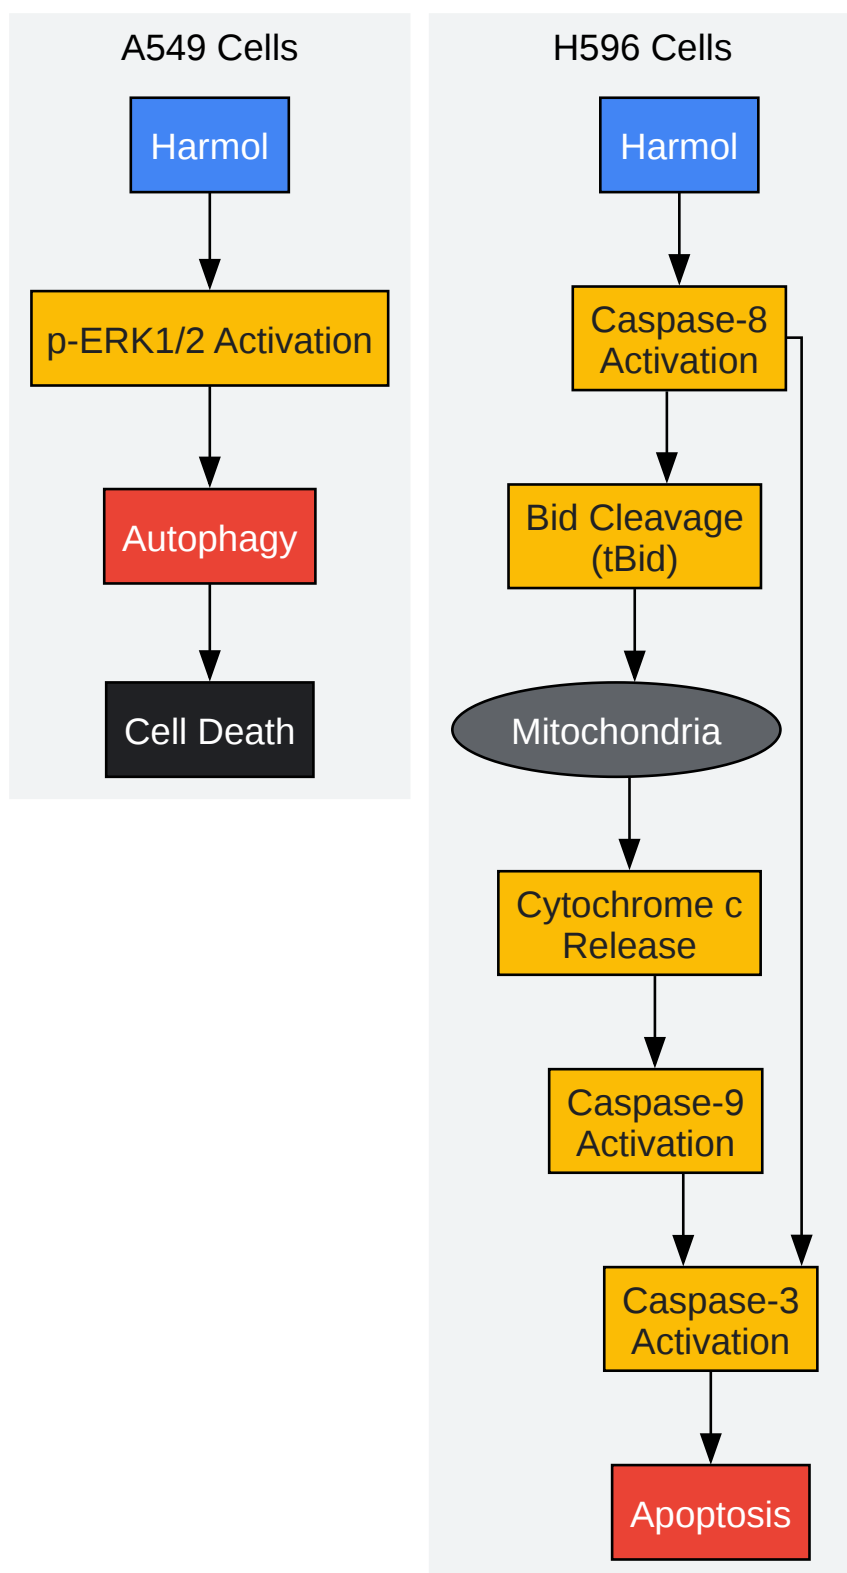 A549 Cells
Harmol
p-ERK1/2 Activation
Autophagy
Cell Death
H596 Cells
Harmol
Caspase-8
Activation
Bid Cleavage
(tBid)
Mitochondria
Cytochrome c
Release
Caspase-9
Activation
Caspase-3
Activation
Apoptosis